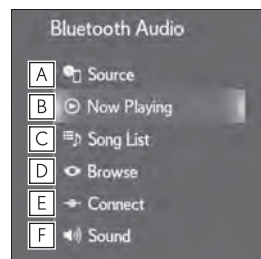 Bluetooth Audio
A Source
B Now Playing
C Song List
D Browse
E Connect
F Sound